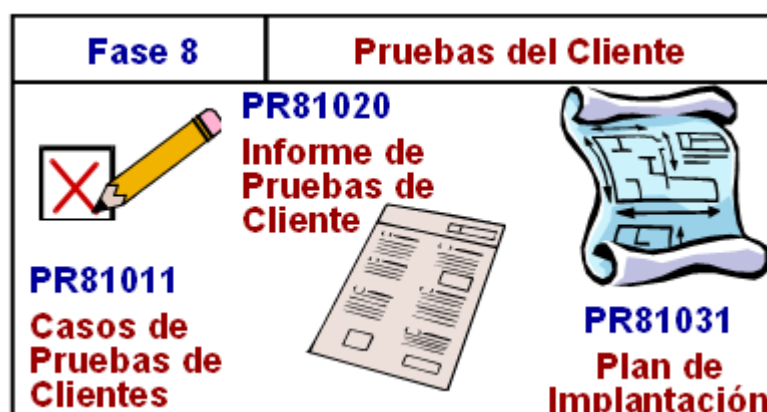 Fase 8
Pruebas del Cliente
PR81020
Informe de
Pruebas de
Cliente
PR81011
Casos de
Pruebas de
Clientes
PR81031
Plan de
Implantación